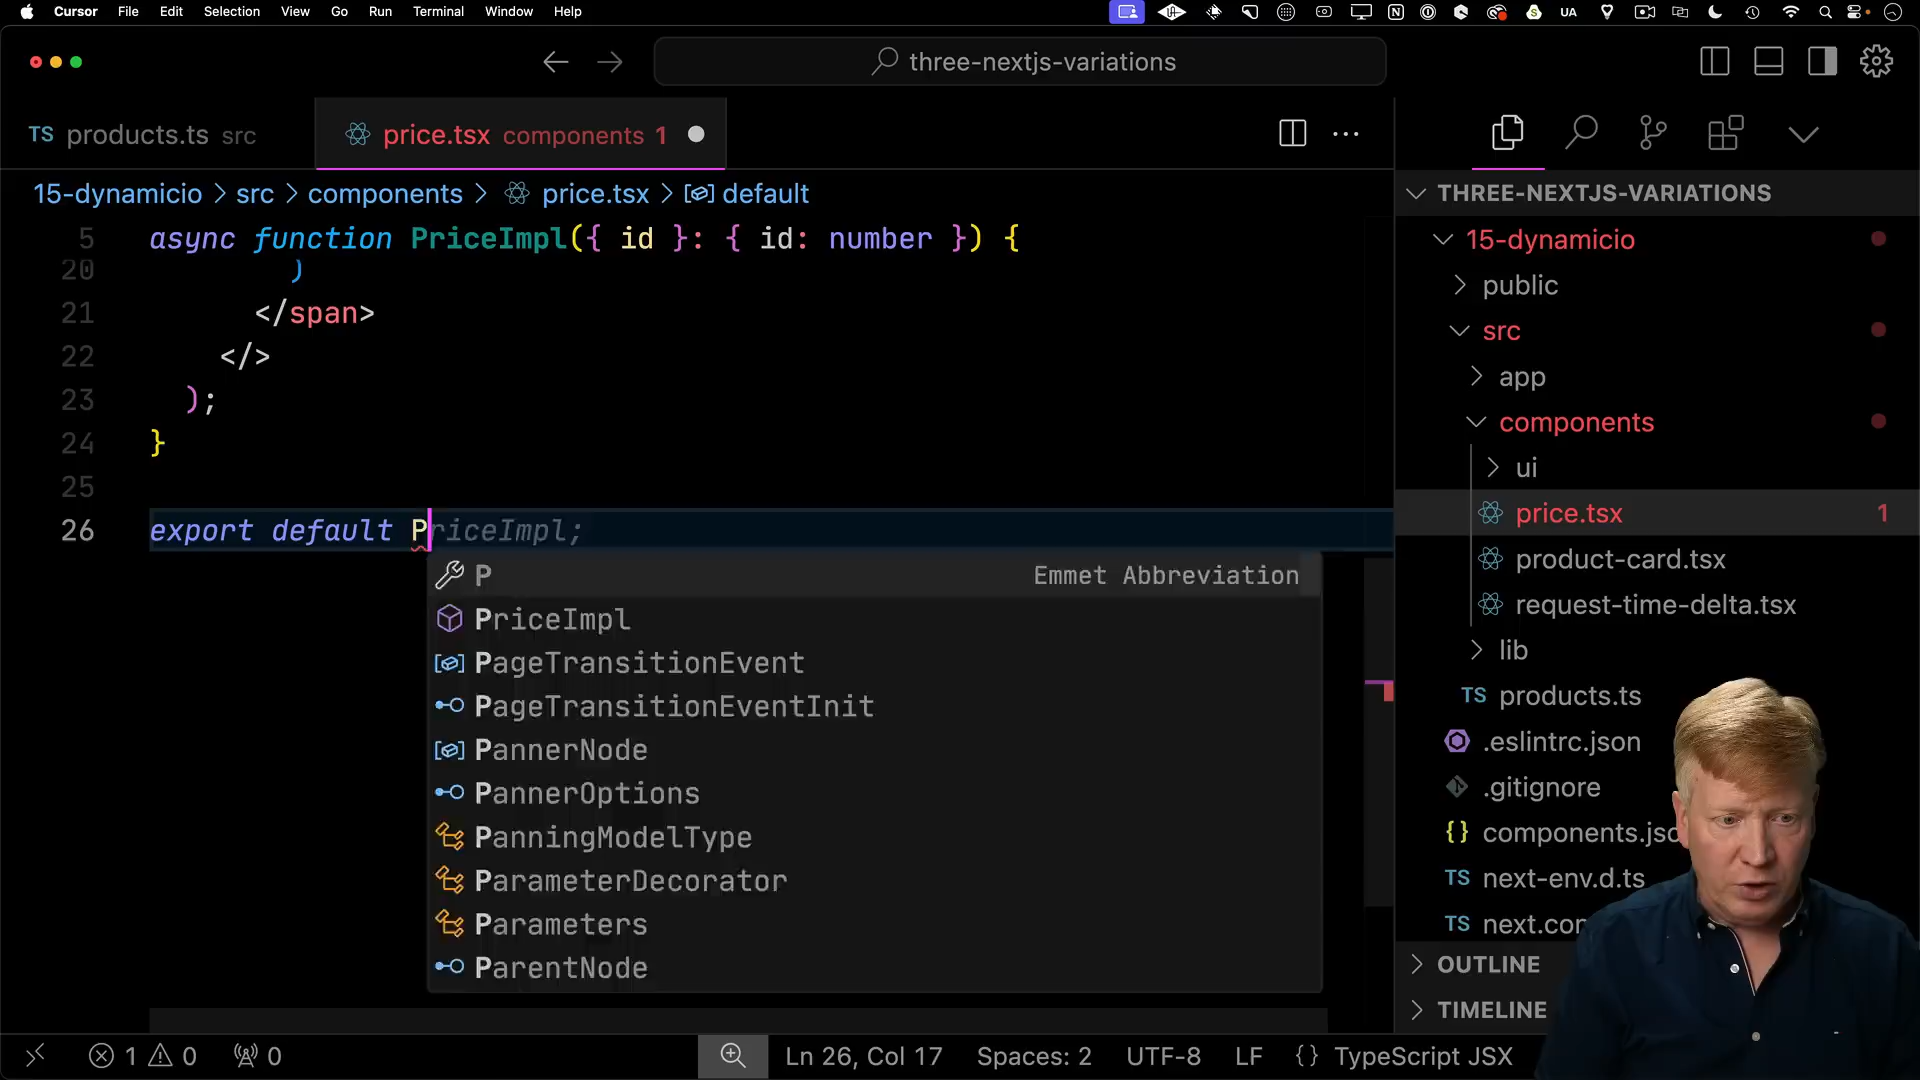 Cursor File Edit Selection View Go Run Terminal Window Help UA
three-nextjs-variations
TS products.ts src
price.tsx components 1
15-dynamicio > src > components > price.tsx > default
5 async function PriceImpl({ id }: { id: number }) {
20 )
21 </span>
22 </>
23 );
24 }
25
26 export default PriceImpl;
P Emmet Abbreviation
PriceImpl
PageTransitionEvent
PageTransitionEventInit
PannerNode
PannerOptions
PanningModelType
ParameterDecorator
Parameters
ParentNode
THREE-NEXTJS-VARIATIONS
15-dynamicio
public
src
app
components
ui
price.tsx 1
product-card.tsx
request-time-delta.tsx
lib
TS products.ts
.eslintrc.json
.gitignore
{} components.jsc
TS next-env.d.ts
TS next.con
OUTLINE
TIMELINE
1 0 0 Ln 26, Col 17 Spaces: 2 UTF-8 LF {} TypeScript JSX